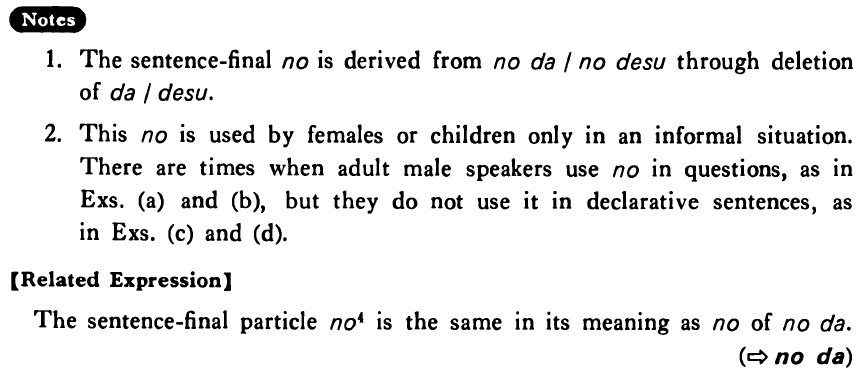 Notes
1. The sentence-final no is derived from no da / no desu through deletion
of da / desu.
2. This no is used by females or children only in an informal situation.
There are times when adult male speakers use no in questions, as in
Exs. (a) and (b), but they do not use it in declarative sentences, as
in Exs. (c) and (d).
【Related Expression】
The sentence-final particle no⁴ is the same in its meaning as no of no da.
(⇨ no da)